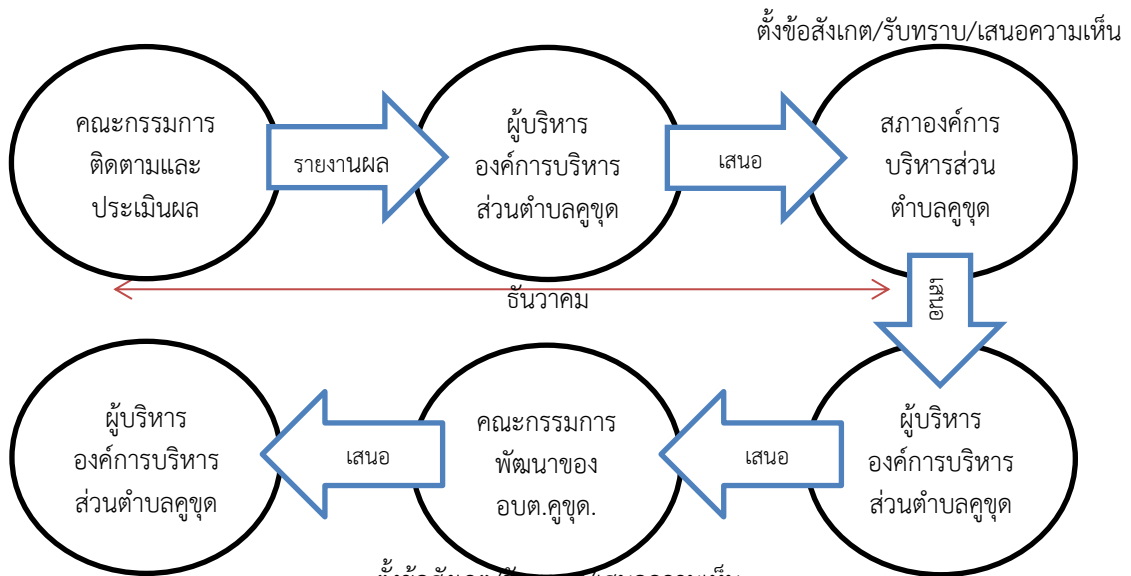 ตั้งข้อสังเกต/รับทราบ/เสนอความเห็น
คณะกรรมการ
ติดตามและ
ประเมินผล
รายงานผล
ผู้บริหาร
องค์การบริหาร
ส่วนตำบลคูขุด
เสนอ
สภาองค์การ
บริหารส่วน
ตำบลคูขุด
ธันวาคม
เสนอ
ผู้บริหาร
องค์การบริหาร
ส่วนตำบลคูขุด
เสนอ
คณะกรรมการ
พัฒนาของ
อบต.คูขุด.
เสนอ
ผู้บริหาร
องค์การบริหาร
ส่วนตำบลคูขุด